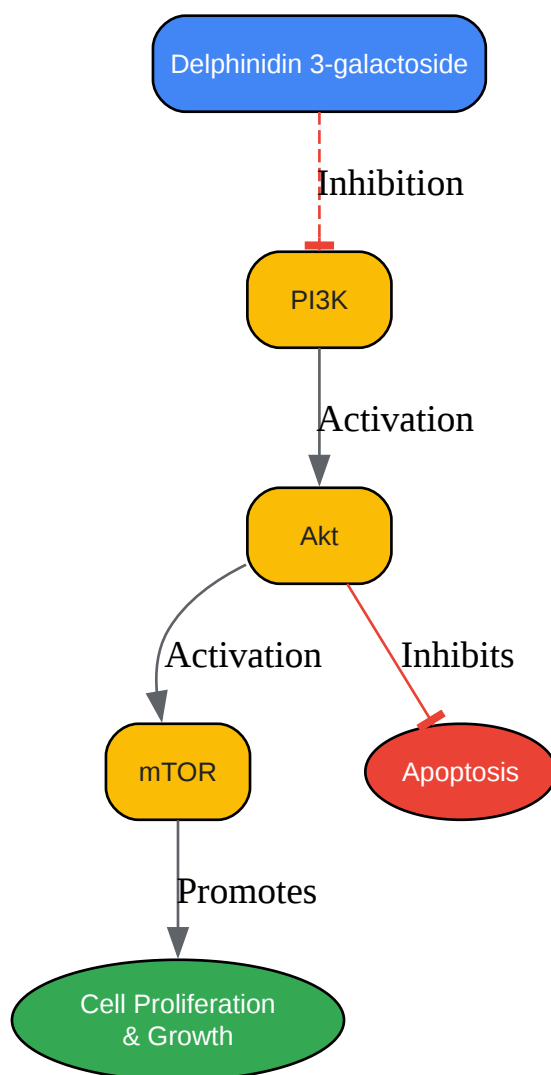 Delphinidin 3-galactoside
Inhibition
PI3K
Activation
Akt
Activation
Inhibits
mTOR
Apoptosis
Promotes
Cell Proliferation
& Growth